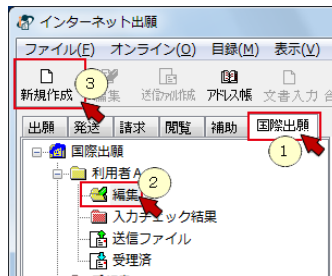 インターネット出願
ファイル(F) オンライン(O) 目録(M) 表示(V)
新規作成 3 編集 送信ﾌｧｲﾙ作成 アドレス帳 文書入力
出願 発送 請求 閲覧 補助 国際出願
1
国際出願
利用者A
編集 2
入力チェック結果
送信ファイル
受理済